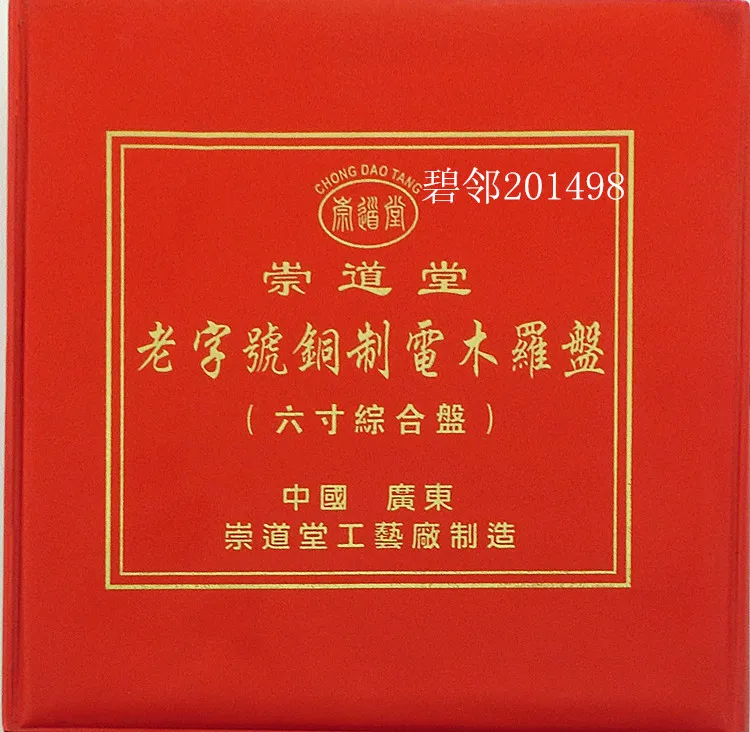 CHONG DAO TANG
崇道堂
碧邻201498
崇道堂
老字號銅制電木羅盤
(六寸綜合盤)
中國 廣東
崇道堂工藝廠制造